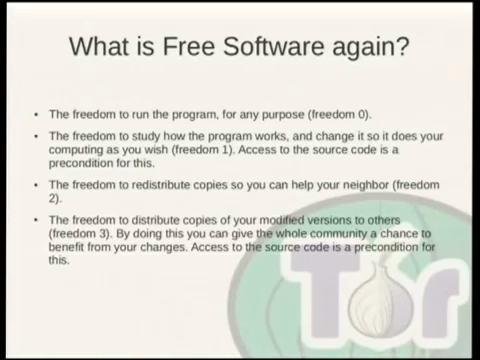 What is Free Software again?
• The freedom to run the program, for any purpose (freedom 0).
• The freedom to study how the program works, and change it so it does your
computing as you wish (freedom 1). Access to the source code is a
precondition for this.
• The freedom to redistribute copies so you can help your neighbor (freedom
2).
• The freedom to distribute copies of your modified versions to others
(freedom 3). By doing this you can give the whole community a chance to
benefit from your changes. Access to the source code is a precondition for
this.
Tor